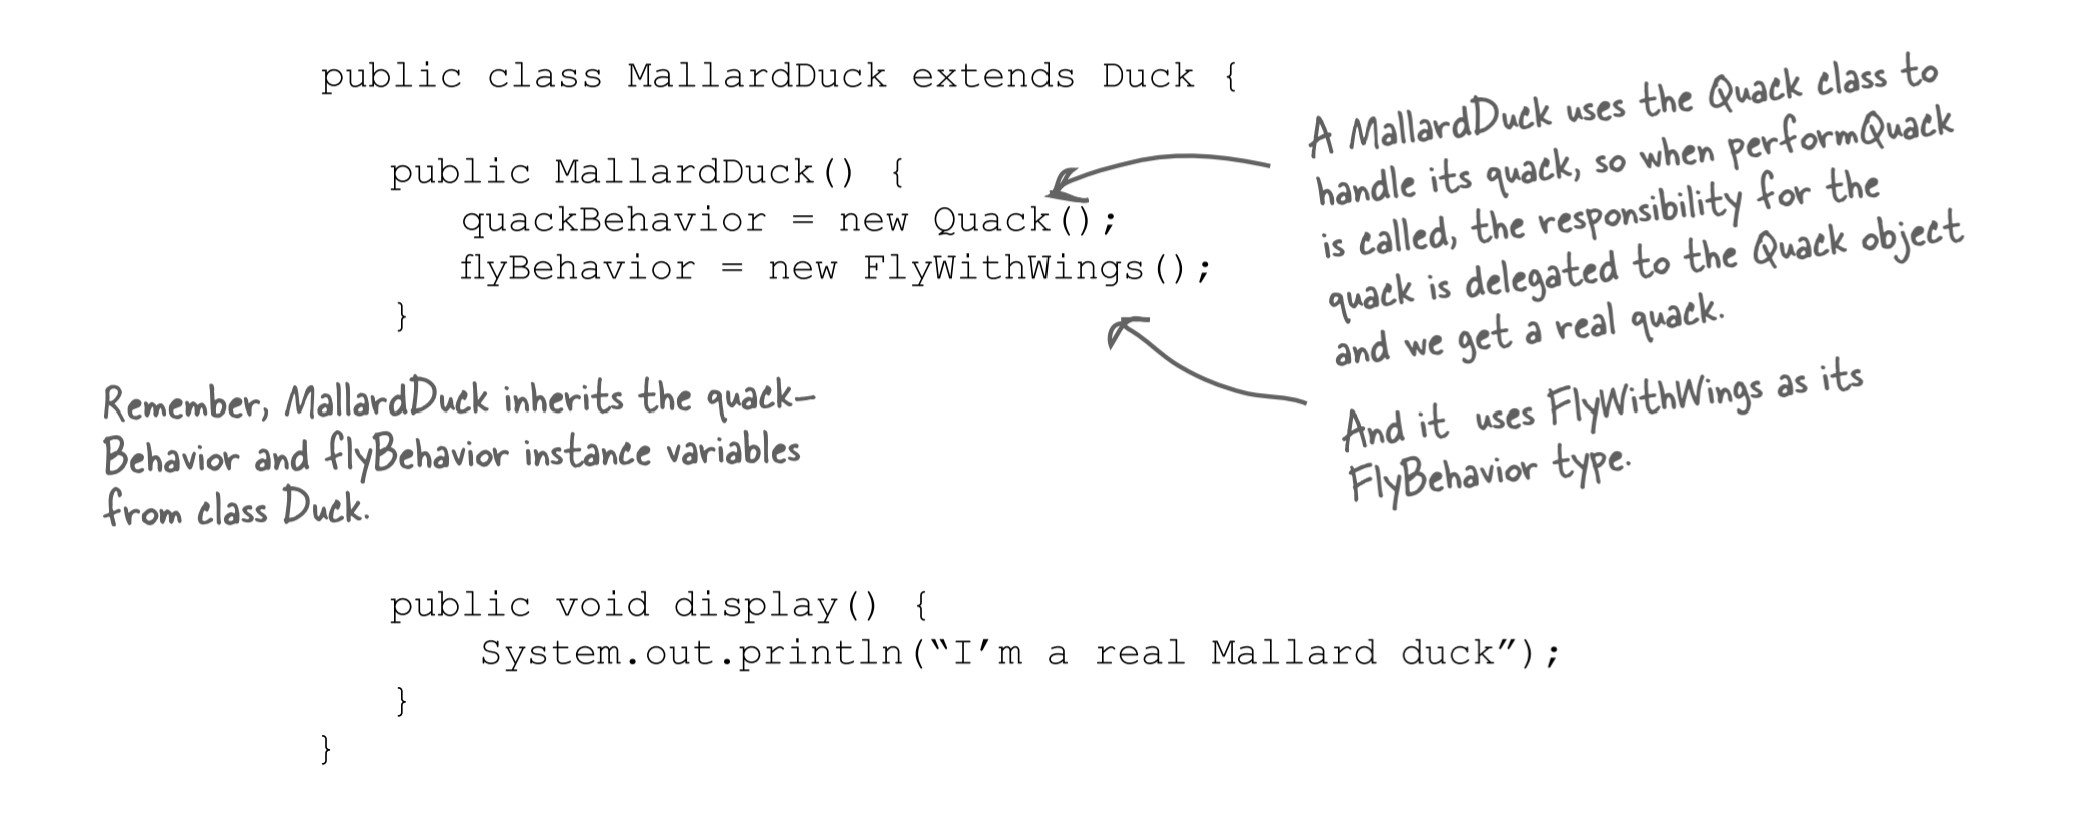 public class MallardDuck extends Duck {
public MallardDuck() {
quackBehavior = new Quack();
flyBehavior = new FlyWithWings();
}
A MallardDuck uses the Quack class to
handle its quack, so when performQuack
is called, the responsibility for the
quack is delegated to the Quack object
and we get a real quack.
And it uses FlyWithWings as its
FlyBehavior type.
Remember, MallardDuck inherits the quack-
Behavior and flyBehavior instance variables
from class Duck.
public void display() {
System.out.println(“I’m a real Mallard duck”);
}
}